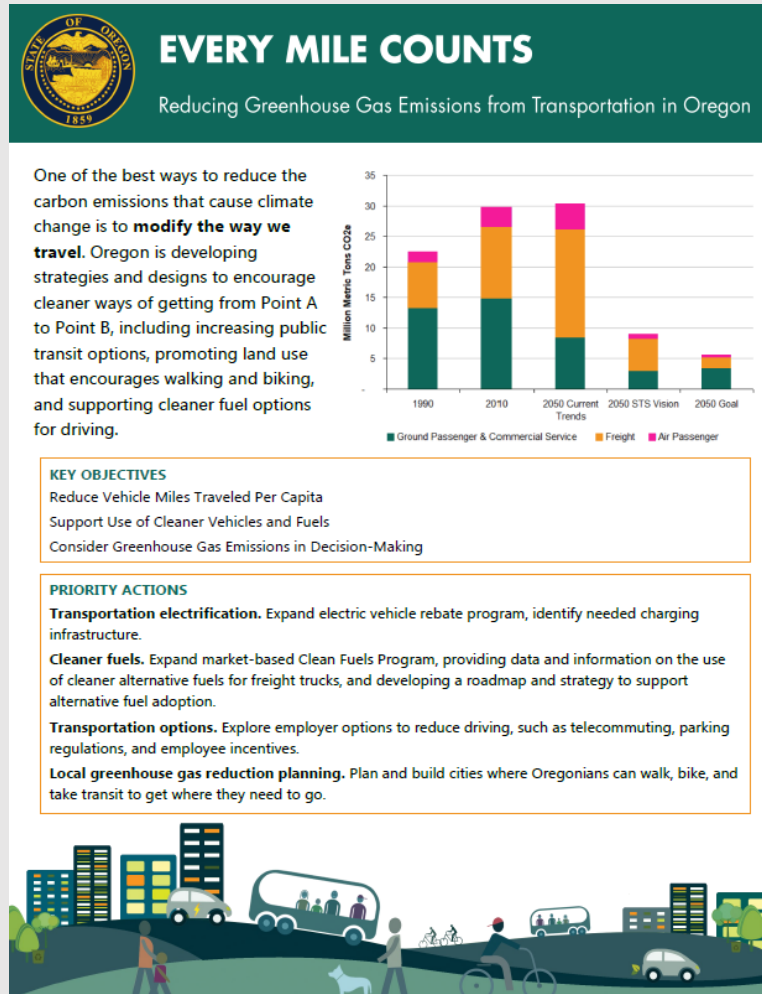 STATE OF OREGON
1859
EVERY MILE COUNTS
Reducing Greenhouse Gas Emissions from Transportation in Oregon
One of the best ways to reduce the
carbon emissions that cause climate
change is to modify the way we
travel. Oregon is developing
strategies and designs to encourage
cleaner ways of getting from Point A
to Point B, including increasing public
transit options, promoting land use
that encourages walking and biking,
and supporting cleaner fuel options
for driving.
Million Metric Tons CO2e
35
30
25
20
15
10
5
-
1990
2010
2050 Current
Trends
2050 STS Vision
2050 Goal
Ground Passenger & Commercial Service
Freight
Air Passenger
KEY OBJECTIVES
Reduce Vehicle Miles Traveled Per Capita
Support Use of Cleaner Vehicles and Fuels
Consider Greenhouse Gas Emissions in Decision-Making
PRIORITY ACTIONS
Transportation electrification. Expand electric vehicle rebate program, identify needed charging
infrastructure.
Cleaner fuels. Expand market-based Clean Fuels Program, providing data and information on the use
of cleaner alternative fuels for freight trucks, and developing a roadmap and strategy to support
alternative fuel adoption.
Transportation options. Explore employer options to reduce driving, such as telecommuting, parking
regulations, and employee incentives.
Local greenhouse gas reduction planning. Plan and build cities where Oregonians can walk, bike, and
take transit to get where they need to go.